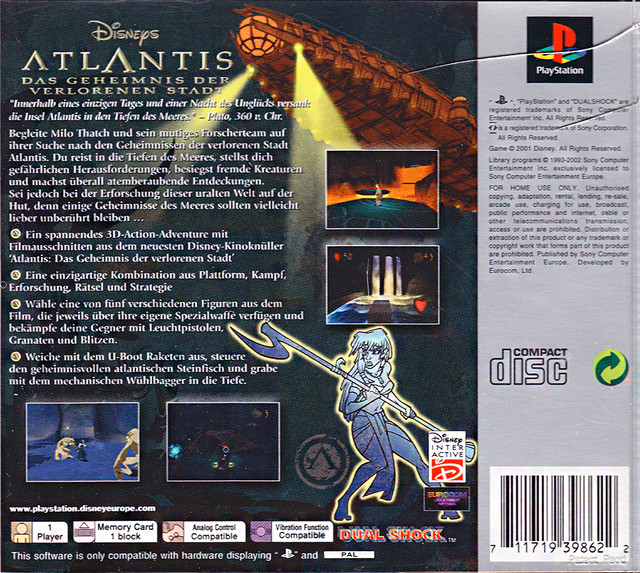 Disney's
ATLANTIS
DAS GEHEIMNIS DER
VERLORENEN STADT
"Innerhalb eines einzigen Tages und einer Nacht des Unglücks versank
die Insel Atlantis in den Tiefen des Meeres." – Plato, 360 v. Chr.
Begleite Milo Thatch und sein mutiges Forscherteam auf
ihrer Suche nach den Geheimnissen der verlorenen Stadt
Atlantis. Du reist in die Tiefen des Meeres, stellst dich
gefährlichen Herausforderungen, besiegst fremde Kreaturen
und machst überall atemberaubende Entdeckungen.
Sei jedoch bei der Erforschung dieser uralten Welt auf der
Hut, denn einige Geheimnisse des Meeres sollten vielleicht
lieber unberührt bleiben ...
Ein spannendes 3D-Action-Adventure mit
Filmausschnitten aus dem neuesten Disney-Kinoknüller
'Atlantis: Das Geheimnis der verlorenen Stadt'
Eine einzigartige Kombination aus Plattform, Kampf,
Erforschung, Rätsel und Strategie
Wähle eine von fünf verschiedenen Figuren aus dem
Film, die jeweils über ihre eigene Spezialwaffe verfügen und
bekämpfe deine Gegner mit Leuchtpistolen,
Granaten und Blitzen.
Weiche mit dem U-Boot Raketen aus, steuere
den geheimnisvollen atlantischen Steinfisch und grabe
mit dem mechanischen Wühlbagger in die Tiefe.
www.playstation.disneyeurope.com
1
Player
Memory Card
1 block
Analog Control
Compatible
Vibration Function
Compatible
DUAL SHOCK™
This software is only compatible with hardware displaying " " and PAL
Disney
INTER
ACTIVE
EUROCOM
PlayStation
" ", "PlayStation" and "DUALSHOCK" are
registered trademarks of Sony Computer
Entertainment Inc. All Rights Reserved.
is a registered trademark of Sony Corporation.
All Rights Reserved.
Game © 2001 Disney. All Rights Reserved.
Library programs © 1993-2002 Sony Computer
Entertainment Inc. exclusively licensed to
Sony Computer Entertainment Europe.
FOR HOME USE ONLY. Unauthorised
copying, adaptation, rental, lending, re-sale,
arcade use, charging for use, broadcast,
public performance and internet, cable or
other telecommunications transmission,
access or use are prohibited. Distribution or
extraction of this product or any trademark or
copyright work that forms part of this product
are prohibited. Published by Sony Computer
Entertainment Europe. Developed by
Eurocom, Ltd.
COMPACT
disc
7 11719 39862 2